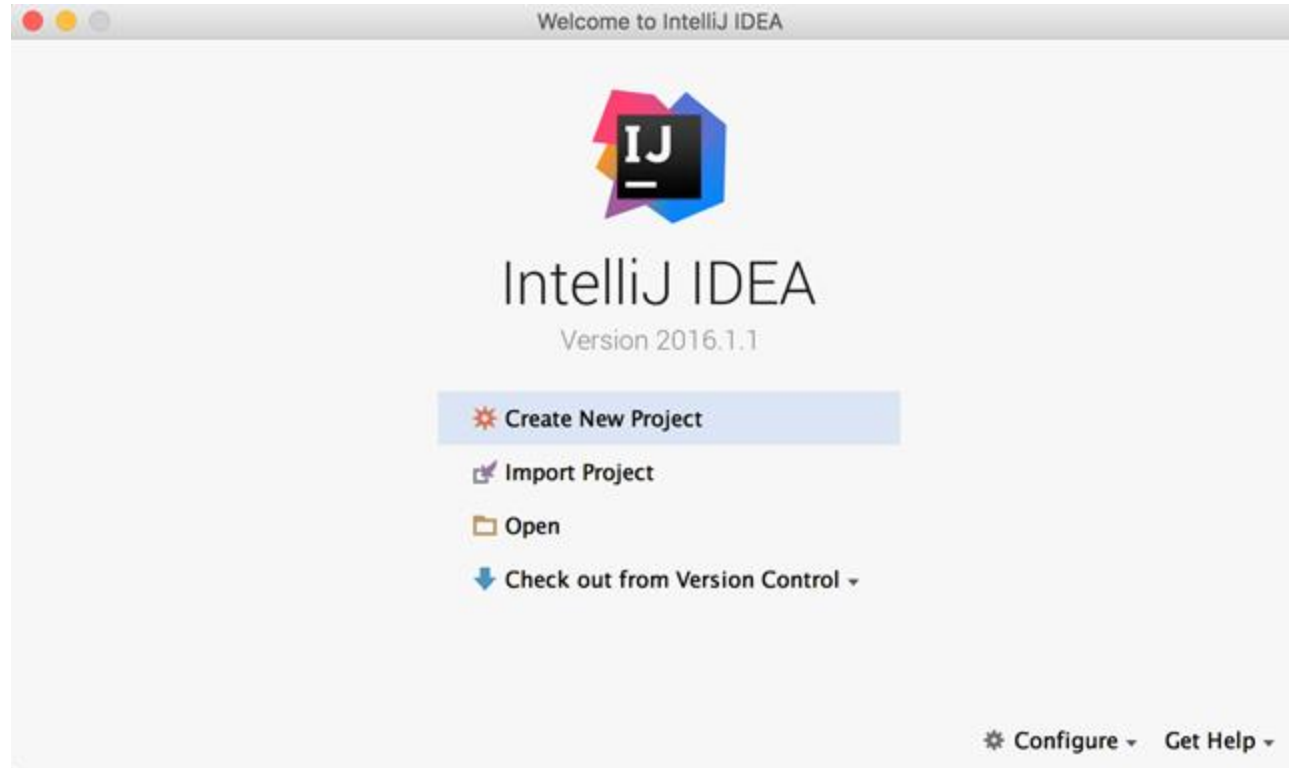 Welcome to IntelliJ IDEA
IJ
IntelliJ IDEA
Version 2016.1.1
Create New Project
Import Project
Open
Check out from Version Control
Configure Get Help